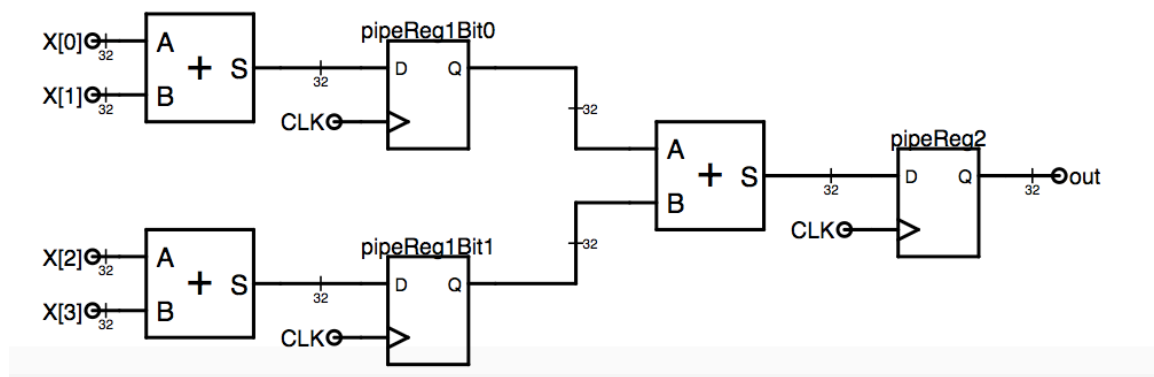 pipeReg1Bit0
X[0] 32 A + S 32 D Q 32
X[1] 32 B
CLK
pipeReg2
A + S 32 D Q 32 out
B
CLK
pipeReg1Bit1
X[2] 32 A + S 32 D Q 32
X[3] 32 B
CLK